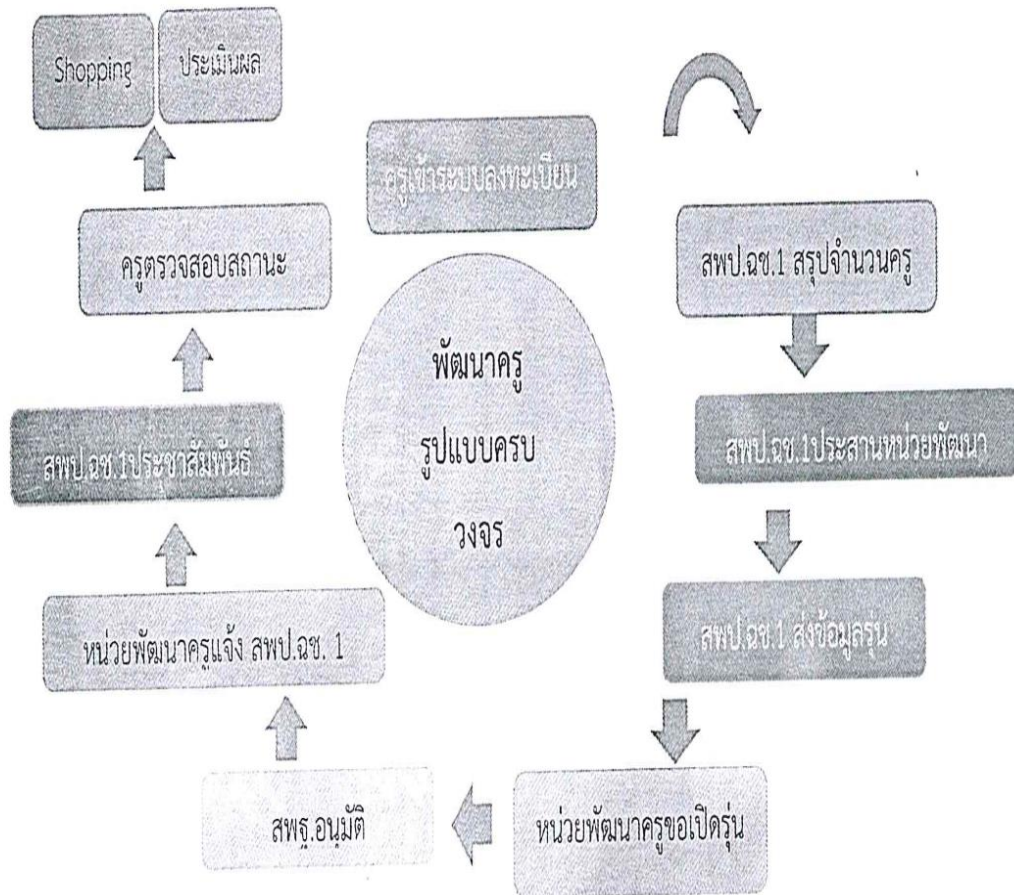 Shopping
ประเมินผล
ครูเข้าระบบลงทะเบียน
สพป.ฉช.1 สรุปจำนวนครู
สพป.ฉช.1ประสานหน่วยพัฒนา
สพป.ฉช.1 ส่งข้อมูลรุ่น
หน่วยพัฒนาครูขอเปิดรุ่น
สพฐ.อนุมัติ
หน่วยพัฒนาครูแจ้ง สพป.ฉช. 1
สพป.ฉช.1ประชาสัมพันธ์
ครูตรวจสอบสถานะ
พัฒนาครู
รูปแบบครบ
วงจร